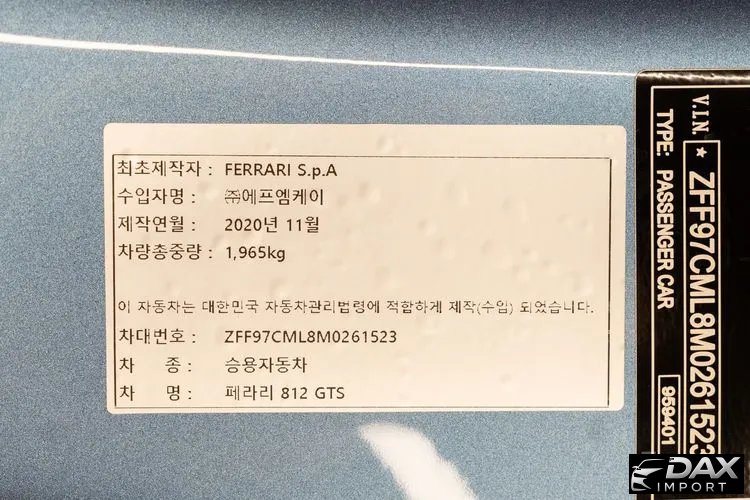 최초제작자 : FERRARI S.p.A
수입자명 : ㈜에프엠케이
제작연월 : 2020년 11월
차량총중량 : 1,965kg
이 자동차는 대한민국 자동차관리법령에 적합하게 제작(수입) 되었습니다.
차대번호 : ZFF97CML8M0261523
차 종 : 승용자동차
차 명 : 페라리 812 GTS
V.I.N. ★ ZFF97CML8M0261523
TYPE: PASSENGER CAR
959401
DAX
IMPORT